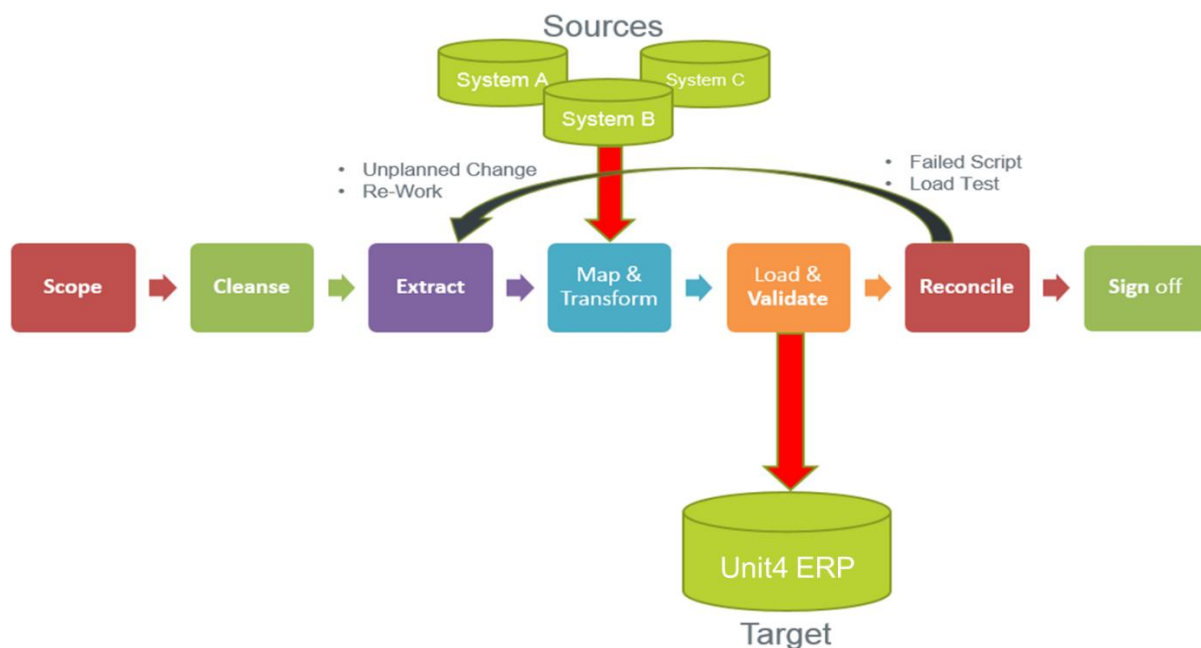 Sources
System A
System C
System B
• Unplanned Change
• Re-Work
• Failed Script
• Load Test
Scope
Cleanse
Extract
Map &
Transform
Load &
Validate
Reconcile
Sign off
Unit4 ERP
Target